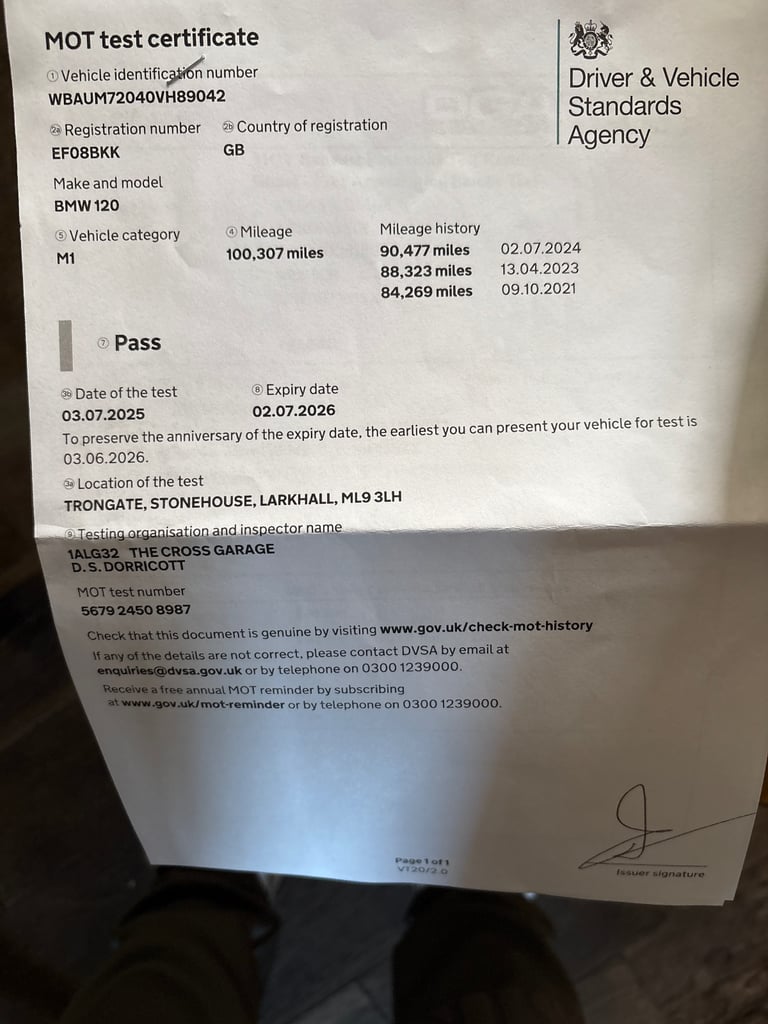 MOT test certificate
① Vehicle identification number
WBAUM72040VH89042
Driver & Vehicle
Standards
Agency
2a Registration number 2b Country of registration
EF08BKK GB
Make and model
BMW 120
⑤ Vehicle category ④ Mileage Mileage history
M1 100,307 miles 90,477 miles 02.07.2024
88,323 miles 13.04.2023
84,269 miles 09.10.2021
⑦ Pass
3b Date of the test ⑧ Expiry date
03.07.2025 02.07.2026
To preserve the anniversary of the expiry date, the earliest you can present your vehicle for test is
03.06.2026.
3a Location of the test
TRONGATE, STONEHOUSE, LARKHALL, ML9 3LH
⑨ Testing organisation and inspector name
1ALG32 THE CROSS GARAGE
D. S. DORRICOTT
MOT test number
5679 2450 8987
Check that this document is genuine by visiting www.gov.uk/check-mot-history
If any of the details are not correct, please contact DVSA by email at
enquiries@dvsa.gov.uk or by telephone on 0300 1239000.
Receive a free annual MOT reminder by subscribing
at www.gov.uk/mot-reminder or by telephone on 0300 1239000.
Page 1 of 1
VT20/2.0
Issuer signature